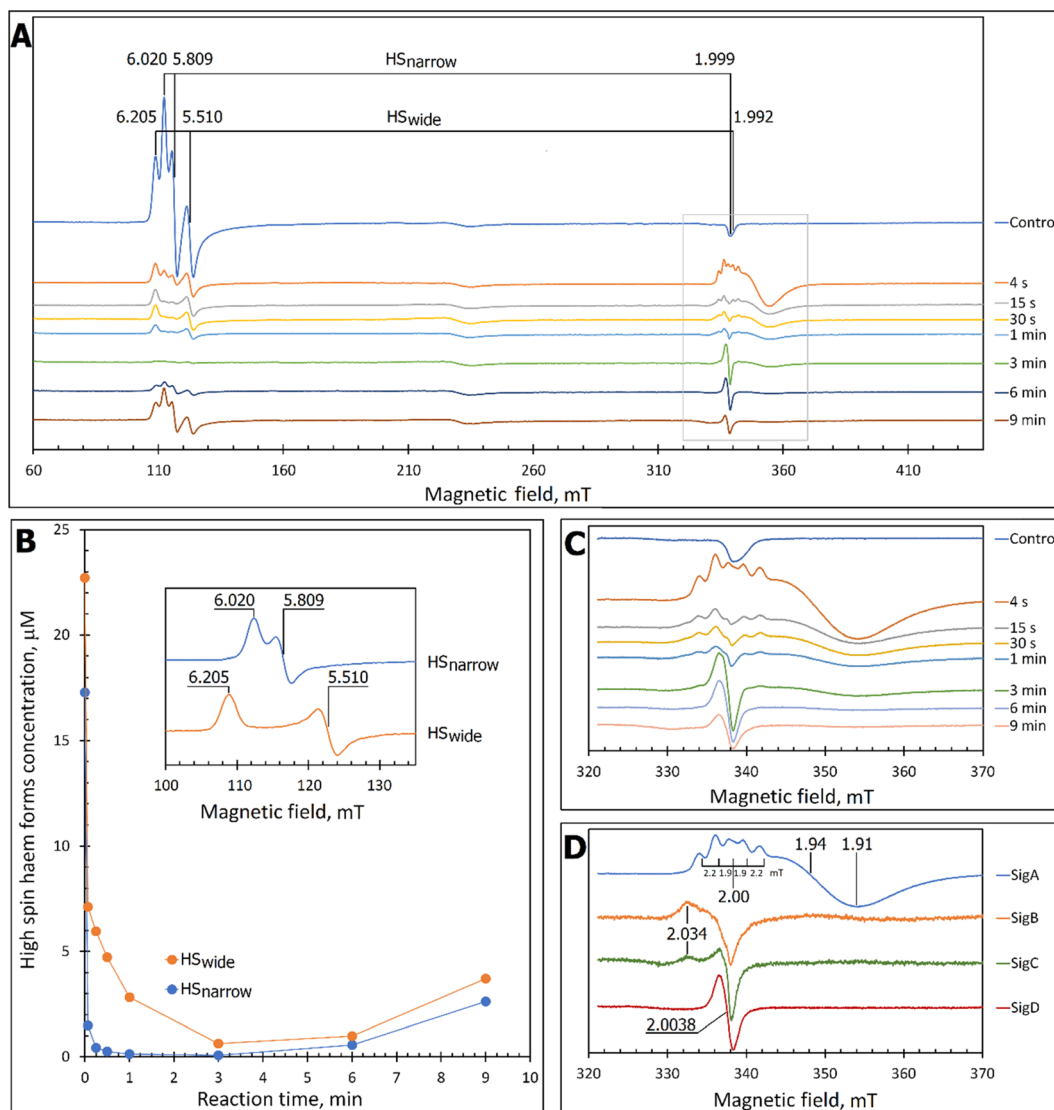 A
6.020 5.809 HSnarrow 1.999
6.205 5.510 HSwide 1.992
Control
4 s
15 s
30 s
1 min
3 min
6 min
9 min
60 110 160 210 260 310 360 410
Magnetic field, mT
B
High spin haem forms concentration, μM
25
20
15
10
5
0
0 1 2 3 4 5 6 7 8 9 10
Reaction time, min
6.020 5.809
HSnarrow
6.205 5.510
HSwide
100 110 120 130
Magnetic field, mT
HSwide
HSnarrow
C
Control
4 s
15 s
30 s
1 min
3 min
6 min
9 min
320 330 340 350 360 370
Magnetic field, mT
D
1.94 1.91
2.2 1.9 1.9 2.2 mT
2.00
SigA
SigB
2.034
SigC
SigD
2.0038
320 330 340 350 360 370
Magnetic field, mT